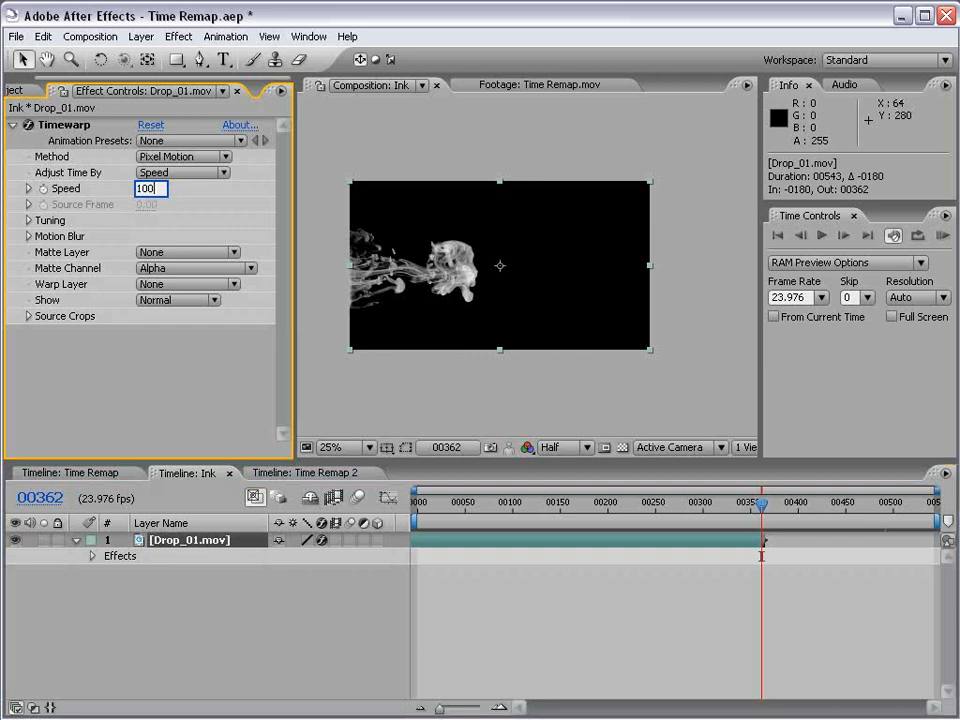 Adobe After Effects - Time Remap.aep *
File Edit Composition Layer Effect Animation View Window Help
Workspace: Standard
ject Effect Controls: Drop_01.mov
Composition: Ink
Footage: Time Remap.mov
Info
Audio
Ink * Drop_01.mov
Timewarp Reset About...
Animation Presets: None
Method Pixel Motion
Adjust Time By Speed
Speed 100
Source Frame 0.00
Tuning
Motion Blur
Matte Layer None
Matte Channel Alpha
Warp Layer None
Show Normal
Source Crops
R: 0
G: 0
B: 0
A: 255
X: 64
Y: 280
[Drop_01.mov]
Duration: 00543, Δ -0180
In: -0180, Out: 00362
Time Controls
RAM Preview Options
Frame Rate Skip Resolution
23.976 0 Auto
From Current Time Full Screen
25% 00362 Half Active Camera 1 Vie
Timeline: Time Remap
Timeline: Ink
Timeline: Time Remap 2
00362 (23.976 fps)
0000 00050 00100 00150 00200 00250 00300 0035 00400 00450 00500 005
# Layer Name
1 [Drop_01.mov]
Effects